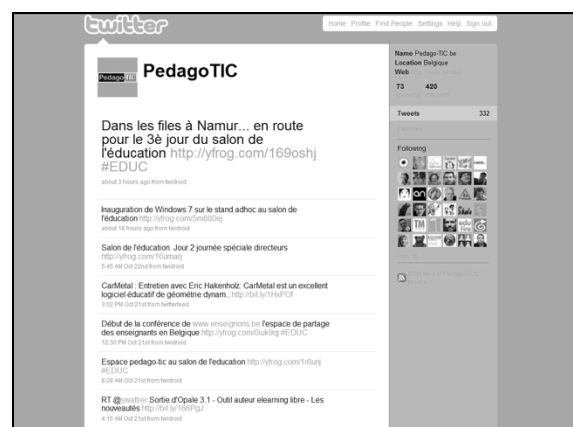 twitter
Home Profile Find People Settings Help Sign out
PedagoTIC
PedagoTIC
Dans les files à Namur... en route
pour le 3è jour du salon de
l'éducation http://yfrog.com/169oshj
#EDUC
about 3 hours ago from twidroid
Inauguration de Windows 7 sur le stand adhoc au salon de
l'éducation http://yfrog.com/5m880ej
about 18 hours ago from twidroid
Salon de l'éducation. Jour 2 journée spéciale directeurs
http://yfrog.com/16umarj
5:45 AM Oct 22nd from twidroid
CarMetal : Entretien avec Eric Hakenholz: CarMetal est un excellent
logiciel éducatif de géométrie dynam.. http://bit.ly/1HxPOf
3:02 PM Oct 21st from twitterfeed
Début de la conférence de www.enseignons.be l'espace de partage
des enseignants en Belgique http://yfrog.com/0iuk9qj #EDUC
12:30 PM Oct 21st from twidroid
Espace pedago-tic au salon de l'education http://yfrog.com/1r6unj
#EDUC
8:28 AM Oct 21st from twidroid
RT @swattier Sortie d'Opale 3.1 - Outil auteur elearning libre - Les
nouveautés http://bit.ly/166PgJ
4:15 AM Oct 21st from twidroid
Name Pedago-TIC.be
Location Belgique
Web
73 420
Tweets 332
Following